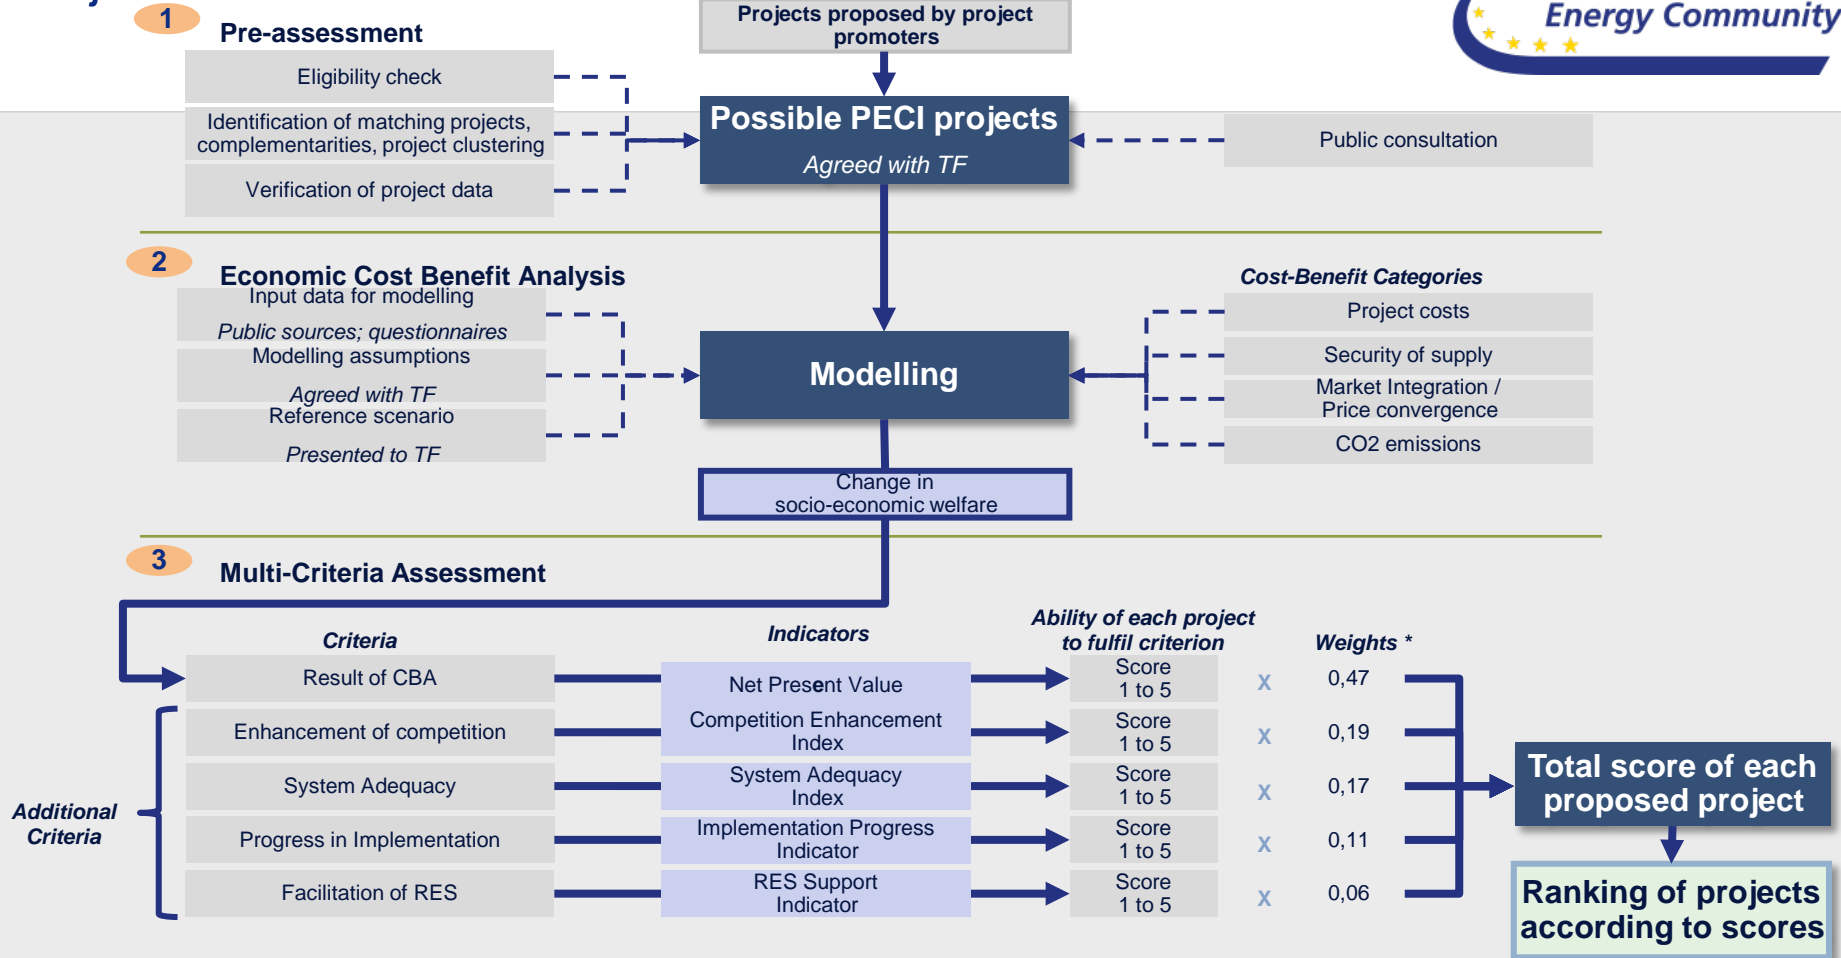 1
Pre-assessment
Eligibility check
Identification of matching projects,
complementarities, project clustering
Verification of project data
Projects proposed by project
promoters
Possible PECI projects
Agreed with TF
Energy Community
Public consultation
2
Economic Cost Benefit Analysis
Input data for modelling
Public sources; questionnaires
Modelling assumptions
Agreed with TF
Reference scenario
Presented to TF
Modelling
Cost-Benefit Categories
Project costs
Security of supply
Market Integration /
Price convergence
CO2 emissions
Change in
socio-economic welfare
3
Multi-Criteria Assessment
Criteria
Indicators
Ability of each project
to fulfil criterion
Weights *
Result of CBA
Net Present Value
Score
1 to 5
X
0,47
Enhancement of competition
Competition Enhancement
Index
Score
1 to 5
X
0,19
System Adequacy
System Adequacy
Index
Score
1 to 5
X
0,17
Additional
Criteria
Progress in Implementation
Implementation Progress
Indicator
Score
1 to 5
X
0,11
Facilitation of RES
RES Support
Indicator
Score
1 to 5
X
0,06
Total score of each
proposed project
Ranking of projects
according to scores